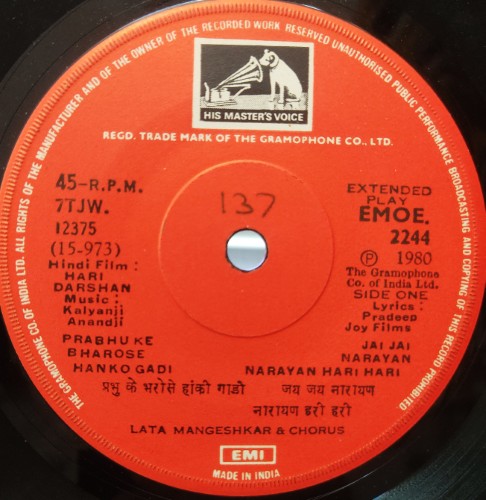 THE GRAMOPHONE CO. OF INDIA LTD. ALL RIGHTS OF THE MANUFACTURER AND OF THE OWNER OF THE RECORDED WORK RESERVED UNAUTHORISED PUBLIC PERFORMANCE BROADCASTING AND COPYING OF THIS RECORD PROHIBITED
HIS MASTER'S VOICE
REGD. TRADE MARK OF THE GRAMOPHONE CO., LTD.
45-R.P.M.
7TJW.
12375
(15-973)
Hindi Film :
HARI
DARSHAN
Music :
Kalyanji
Anandji
137
EXTENDED
PLAY
EMOE.
2244
Ⓟ 1980
The Gramophone
Co. of India Ltd.
SIDE ONE
Lyrics :
Pradeep
Joy Films
PRABHU KE
BHAROSE
HANKO GADI
JAI JAI
NARAYAN
NARAYAN HARI HARI
प्रभु के भरोसे हांको गाडी जय जय नारायण
नारायण हरी हरी
LATA MANGESHKAR & CHORUS
EMI
MADE IN INDIA